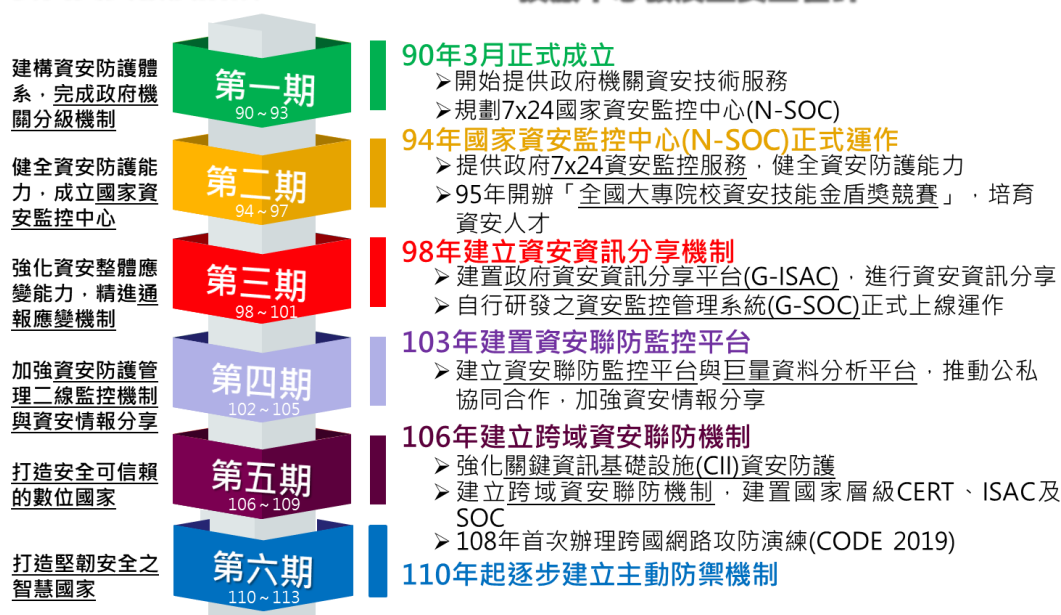 建構資安防護體
系，完成政府機
關分級機制
第一期
90~93
90年3月正式成立
➢開始提供政府機關資安技術服務
➢規劃7x24國家資安監控中心(N-SOC)
健全資安防護能
力，成立國家資
安監控中心
第二期
94~97
94年國家資安監控中心(N-SOC)正式運作
➢提供政府7x24資安監控服務，健全資安防護能力
➢95年開辦「全國大專院校資安技能金盾獎競賽」，培育
資安人才
強化資安整體應
變能力，精進通
報應變機制
第三期
98~101
98年建立資安資訊分享機制
➢建置政府資安資訊分享平台(G-ISAC)，進行資安資訊分享
➢自行研發之資安監控管理系統(G-SOC)正式上線運作
加強資安防護管
理二線監控機制
與資安情報分享
第四期
102~105
103年建置資安聯防監控平台
➢建立資安聯防監控平台與巨量資料分析平台，推動公私
協同合作，加強資安情報分享
打造安全可信賴
的數位國家
第五期
106~109
106年建立跨域資安聯防機制
➢強化關鍵資訊基礎設施(CII)資安防護
➢建立跨域資安聯防機制，建置國家層級CERT、ISAC及
SOC
➢108年首次辦理跨國網路攻防演練(CODE 2019)
打造堅韌安全之
智慧國家
第六期
110~113
110年起逐步建立主動防禦機制